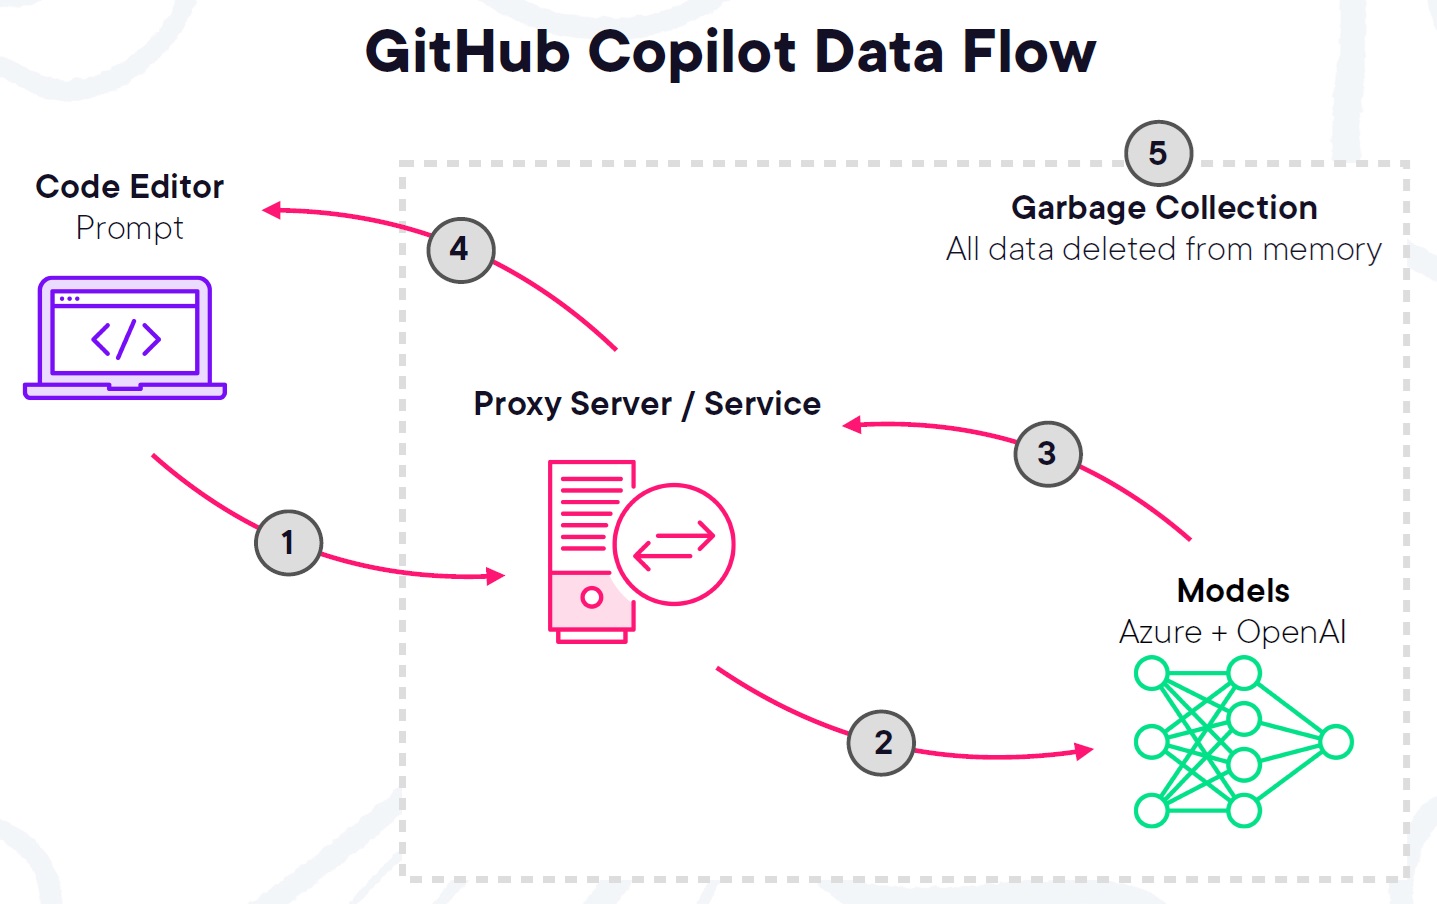 GitHub Copilot Data Flow
5
Code Editor
Prompt
Garbage Collection
All data deleted from memory
4
</>
Proxy Server / Service
3
1
Models
Azure + OpenAI
2